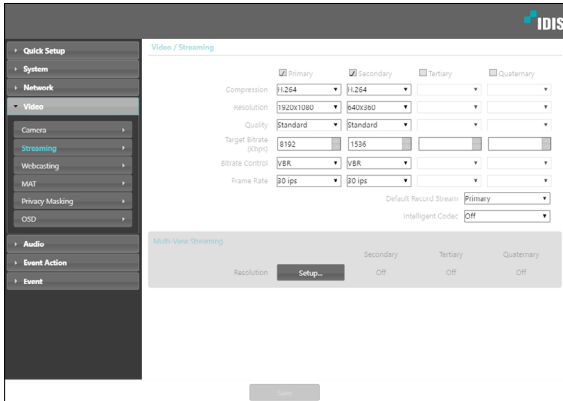 IDIS
Quick Setup
System
Network
Video
Camera
Streaming
Webcasting
MAT
Privacy Masking
OSD
Audio
Event Action
Event
Video / Streaming
Primary Secondary Tertiary Quaternary
Compression H.264 H.264
Resolution 1920x1080 640x360
Quality Standard Standard
Target Bitrate
(Kbps) 8192 1536
Bitrate Control VBR VBR
Frame Rate 30 ips 30 ips
Default Record Stream Primary
Intelligent Codec Off
Multi-View Streaming
Secondary Tertiary Quaternary
Resolution Setup... Off Off Off
Save